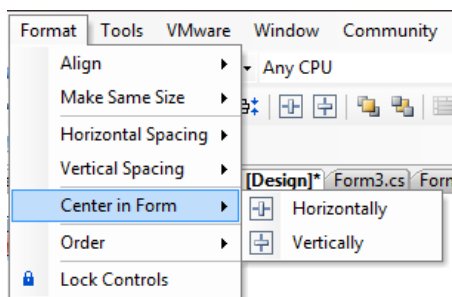 Format Tools VMware Window Community
Align Any CPU
Make Same Size
Horizontal Spacing
Vertical Spacing [Design]* Form3.cs Form
Center in Form Horizontally
Order Vertically
Lock Controls